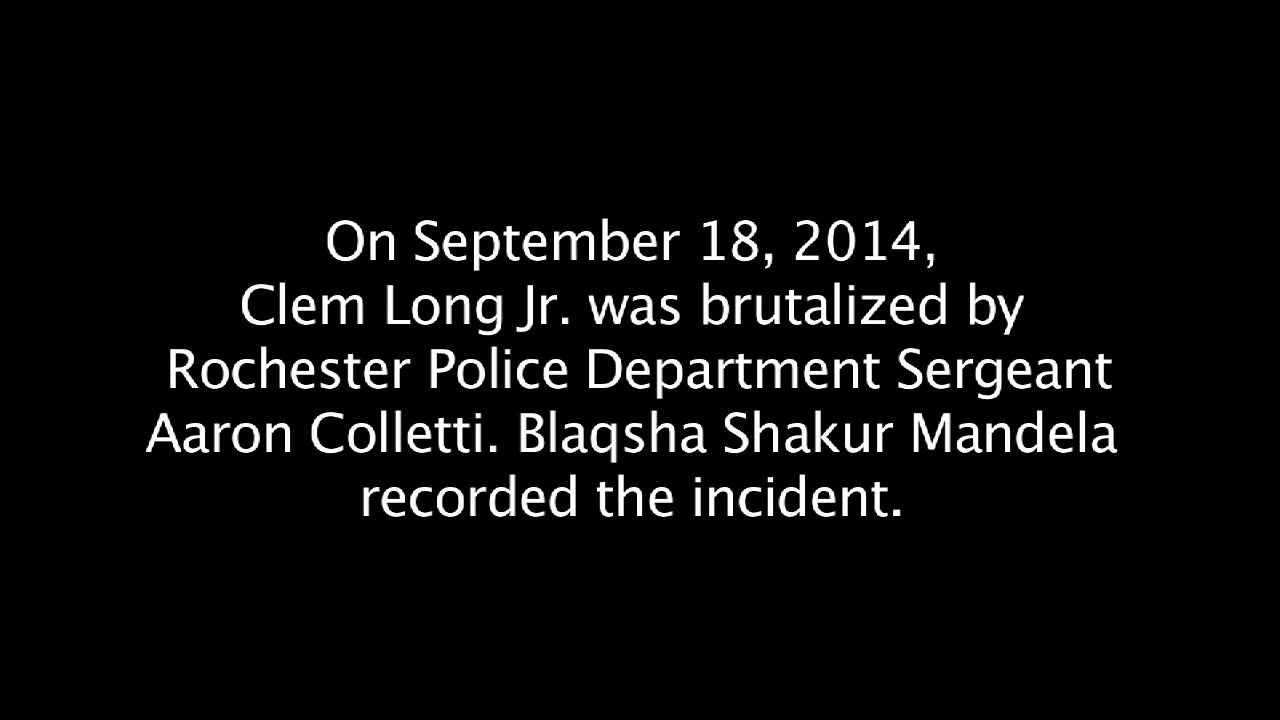 On September 18, 2014,
Clem Long Jr. was brutalized by
Rochester Police Department Sergeant
Aaron Colletti. Blaqsha Shakur Mandela
recorded the incident.